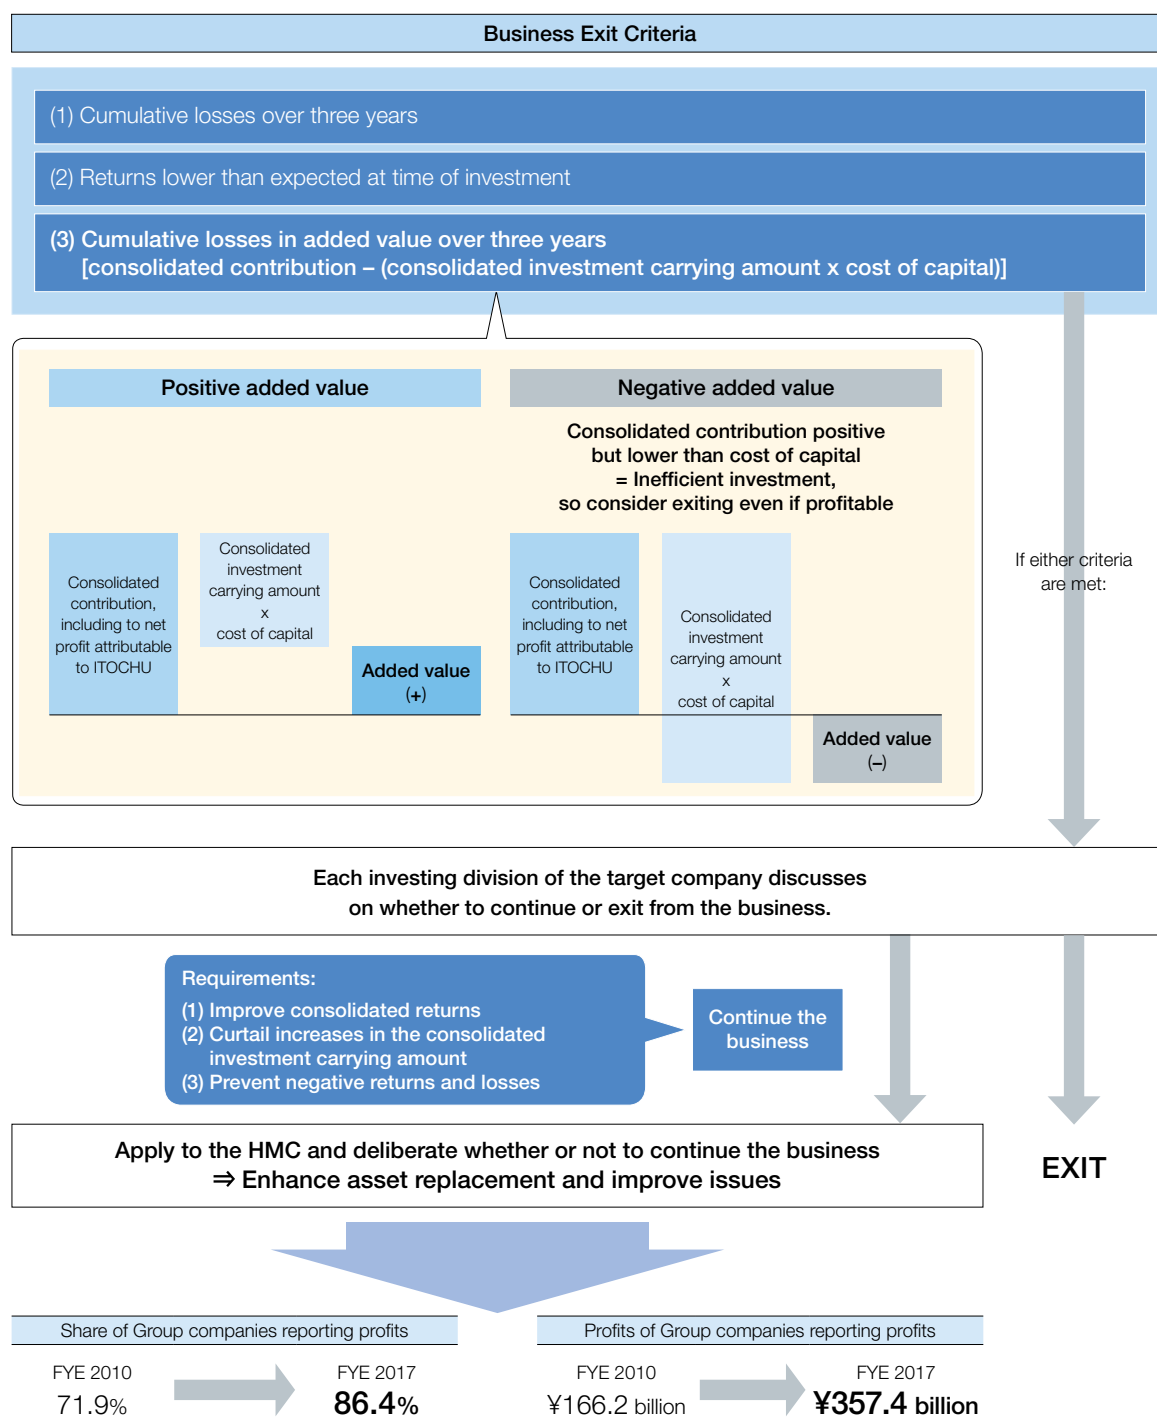 Business Exit Criteria
(1) Cumulative losses over three years
(2) Returns lower than expected at time of investment
(3) Cumulative losses in added value over three years
[consolidated contribution – (consolidated investment carrying amount x cost of capital)]
Positive added value
Negative added value
Consolidated contribution positive
but lower than cost of capital
= Inefficient investment,
so consider exiting even if profitable
Consolidated
contribution,
including to net
profit attributable
to ITOCHU
Consolidated
investment
carrying amount
x
cost of capital
Added value
(+)
Consolidated
contribution,
including to net
profit attributable
to ITOCHU
Consolidated
investment
carrying amount
x
cost of capital
Added value
(–)
If either criteria
are met:
Each investing division of the target company discusses
on whether to continue or exit from the business.
Requirements:
(1) Improve consolidated returns
(2) Curtail increases in the consolidated
investment carrying amount
(3) Prevent negative returns and losses
Continue the
business
Apply to the HMC and deliberate whether or not to continue the business
⇒ Enhance asset replacement and improve issues
EXIT
Share of Group companies reporting profits
FYE 2010
71.9%
FYE 2017
86.4%
Profits of Group companies reporting profits
FYE 2010
¥166.2 billion
FYE 2017
¥357.4 billion